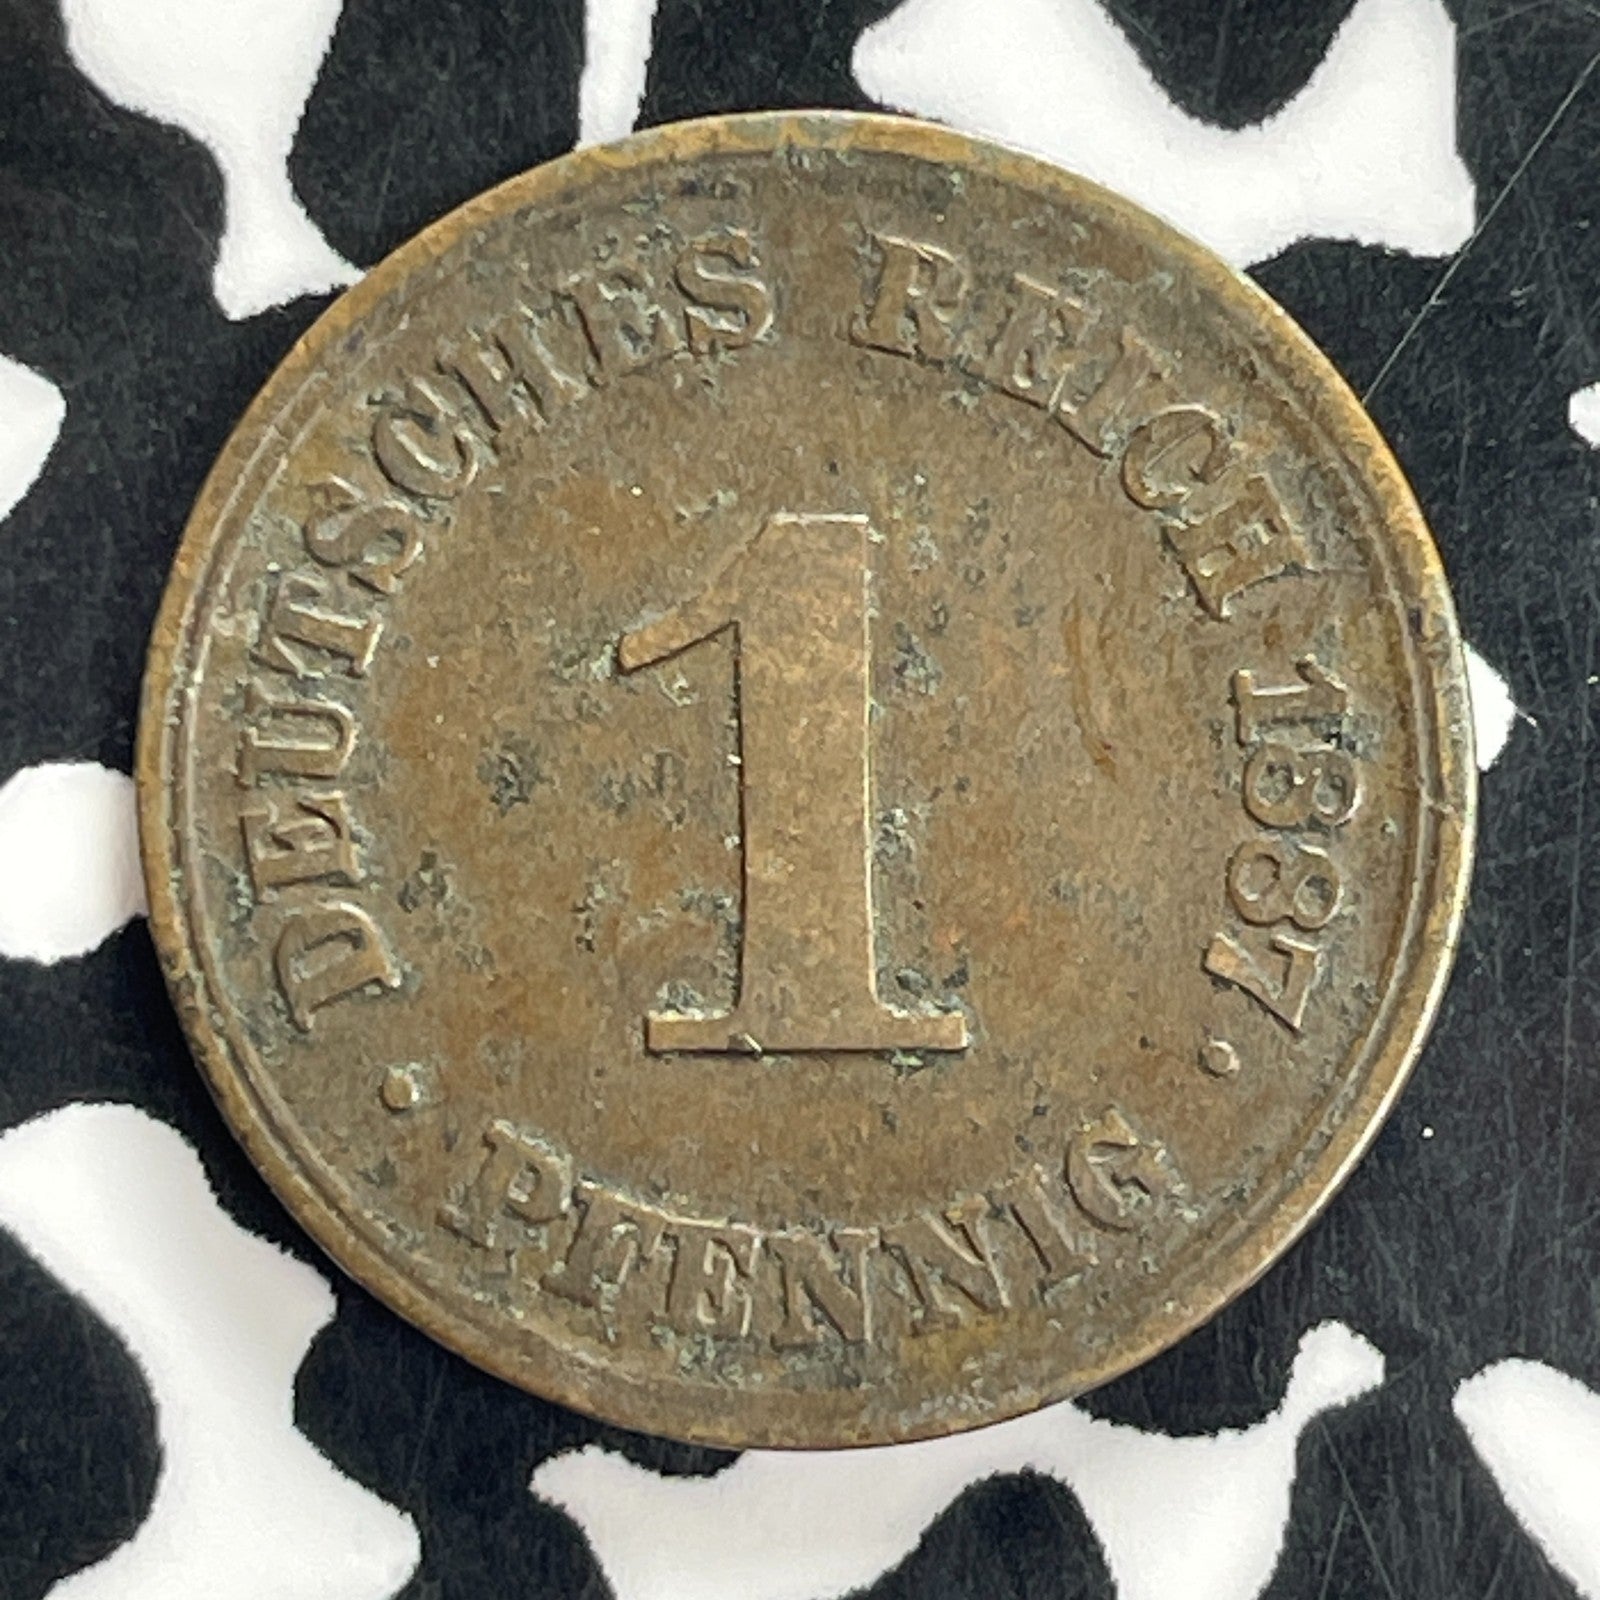 DEUTSCHES REICH 1887
1
· PFENNIG ·